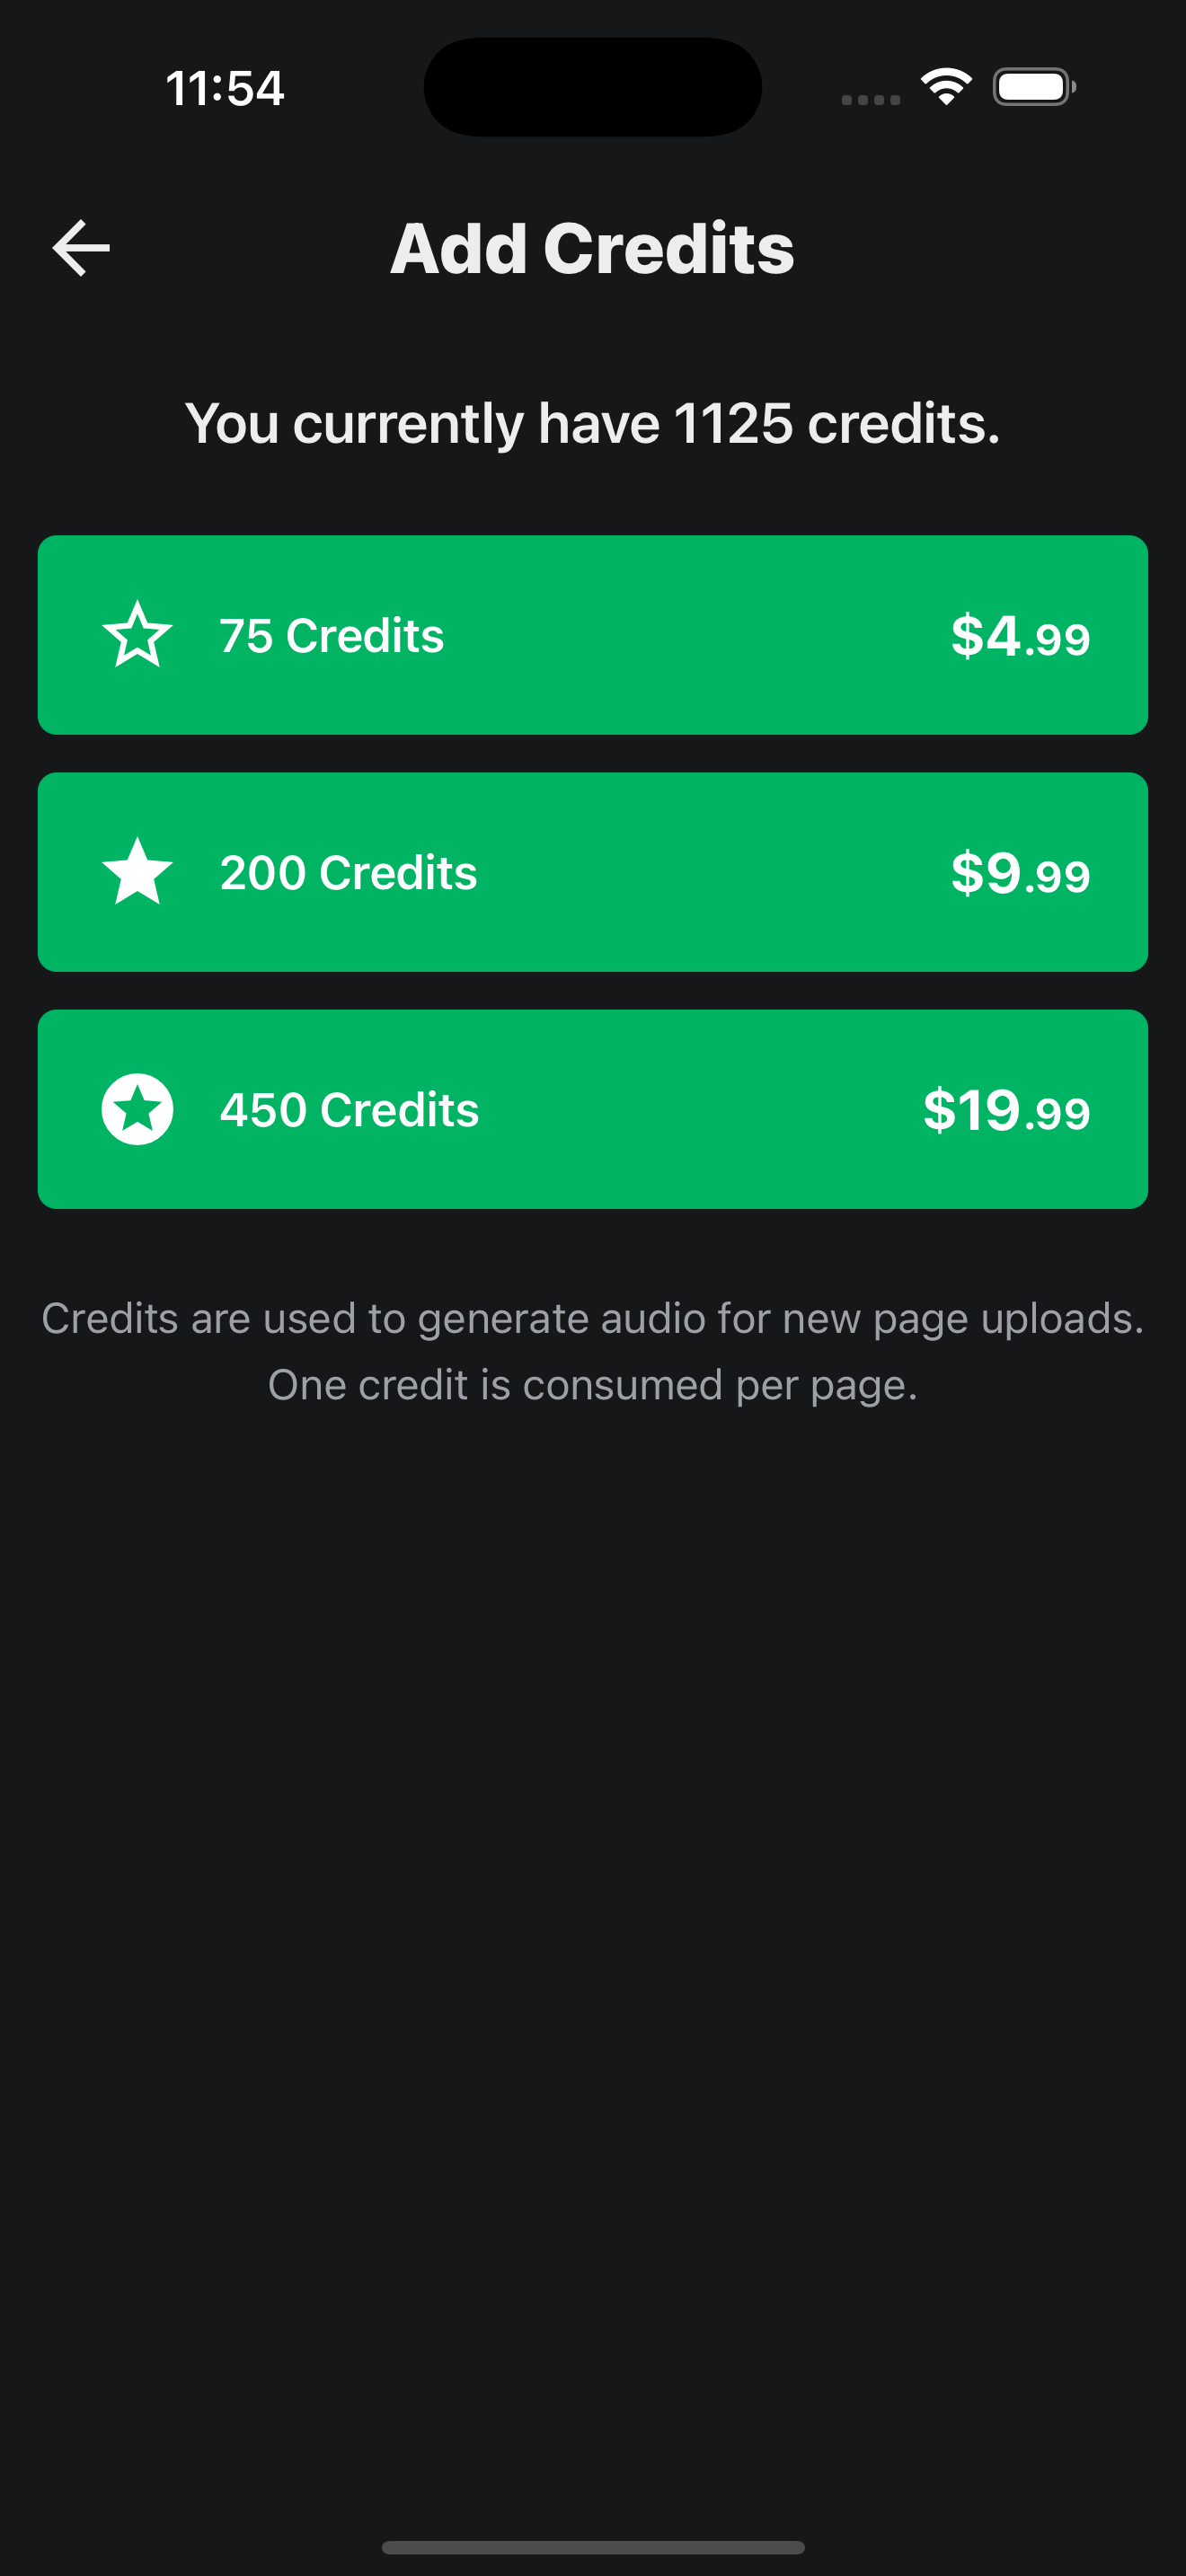 11:54
Add Credits
You currently have 1125 credits.
75 Credits $4.99
200 Credits $9.99
450 Credits $19.99
Credits are used to generate audio for new page uploads.
One credit is consumed per page.